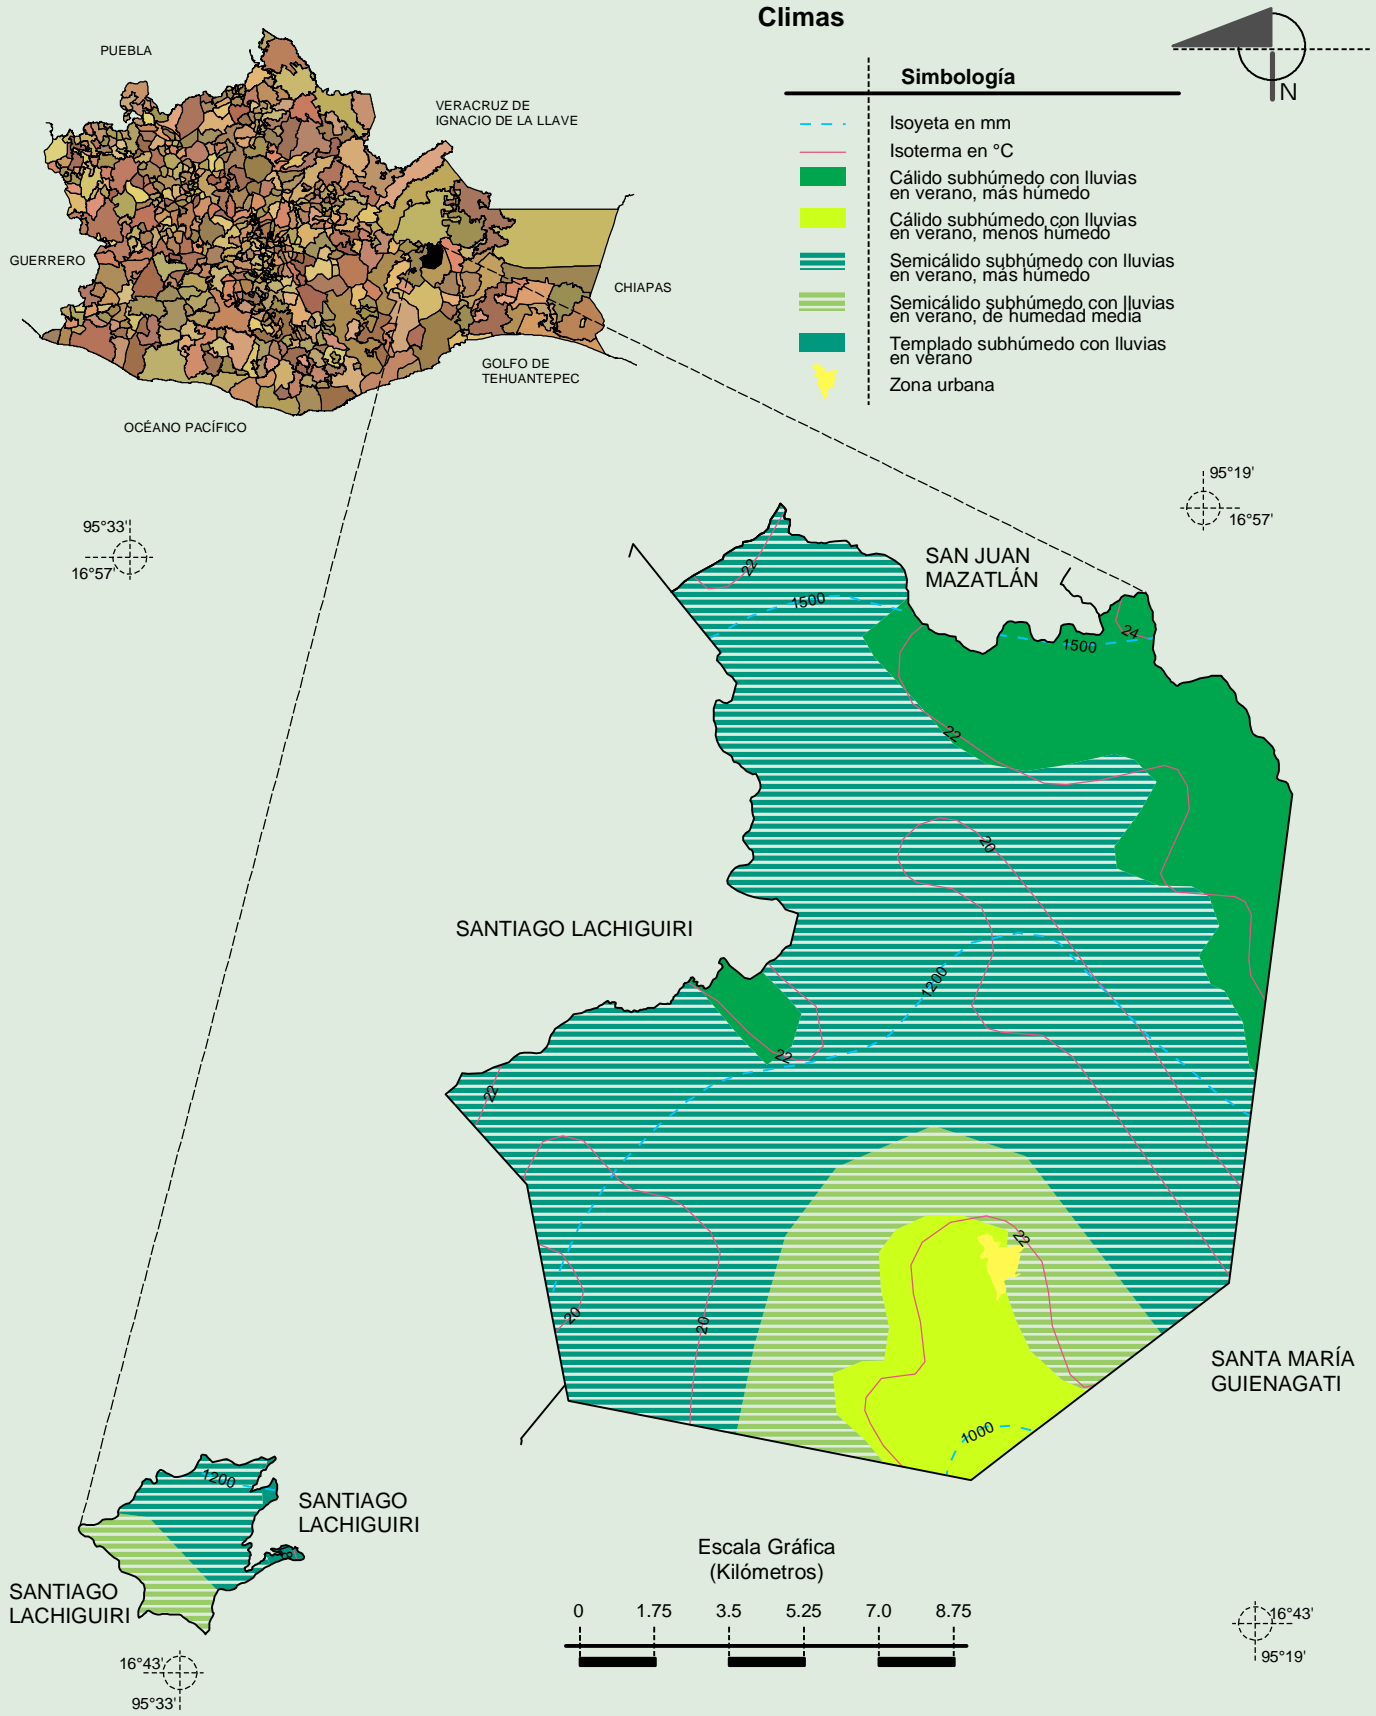 Climas
N
Simbología
Isoyeta en mm
Isoterma en °C
Cálido subhúmedo con lluvias
en verano, más húmedo
Cálido subhúmedo con lluvias
en verano, menos húmedo
Semicálido subhúmedo con lluvias
en verano, más húmedo
Semicálido subhúmedo con lluvias
en verano, de humedad media
Templado subhúmedo con lluvias
en verano
Zona urbana
PUEBLA
VERACRUZ DE
IGNACIO DE LA LLAVE
GUERRERO
CHIAPAS
GOLFO DE
TEHUANTEPEC
OCÉANO PACÍFICO
95°33'
16°57'
95°19'
16°57'
SAN JUAN
MAZATLÁN
22
1500
24
1500
22
20
SANTIAGO LACHIGUIRI
1200
22
22
22
20
20
1000
SANTA MARÍA
GUIENAGATI
1200
SANTIAGO
LACHIGUIRI
18
SANTIAGO
LACHIGUIRI
Escala Gráfica
(Kilómetros)
0 1.75 3.5 5.25 7.0 8.75
16°43'
95°33'
16°43'
95°19'